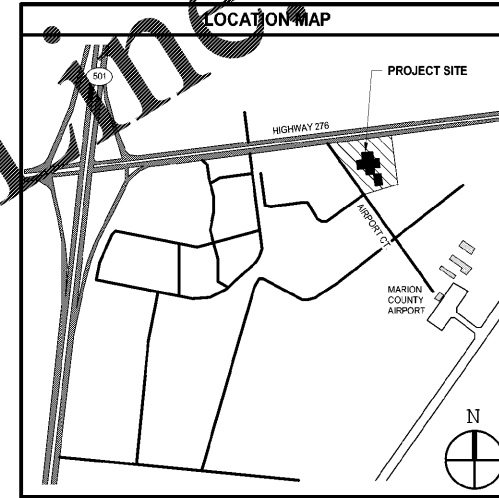 LOCATION MAP
501
PROJECT SITE
HIGHWAY 276
AIRPORT CT.
MARION
COUNTY
AIRPORT
N